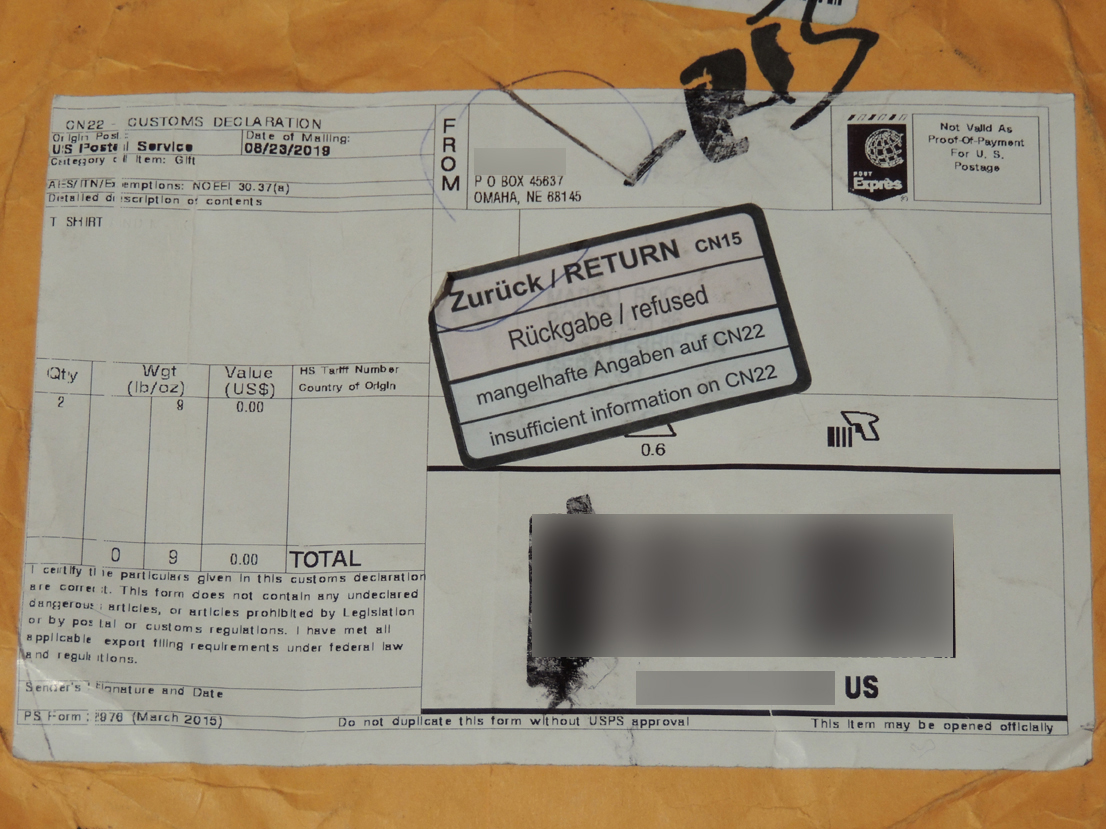 CN22 - CUSTOMS DECLARATION
Origin Post:
US Postal Service
Date of Mailing:
08/23/2019
Category of Item: Gift
AES/ITN/Exemptions: NOEEI 30.37(a)
Detailed description of contents
T SHIRT
FROM
P O BOX 45637
OMAHA, NE 68145
POST
Exprès
Not Valid As
Proof-Of-Payment
For U. S.
Postage
Zurück / RETURN CN15
Rückgabe / refused
mangelhafte Angaben auf CN22
insufficient information on CN22
0.6
Qty Wgt (lb/oz) Value (US$) HS Tariff Number Country of Origin
2 9 0.00
0 9 0.00 TOTAL
I certify the particulars given in this customs declaration
are correct. This form does not contain any undeclared
dangerous articles, or articles prohibited by Legislation
or by postal or customs regulations. I have met all
applicable export filing requirements under federal law
and regulations.
Sender's Signature and Date
US
PS Form 2976 (March 2015) Do not duplicate this form without USPS approval This item may be opened officially